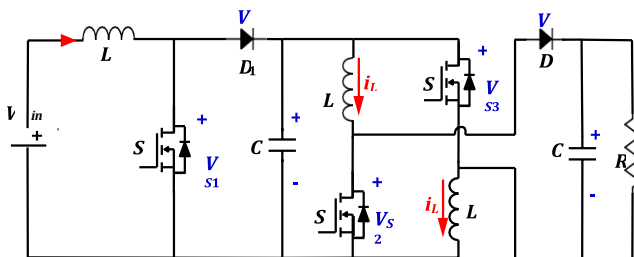 V
V
L
D1
D
S
V
S3
+
+
L
iL
V in
+
S
+
V
S1
C
+
-
C
+
-
R
S
+
VS
2
iL
L